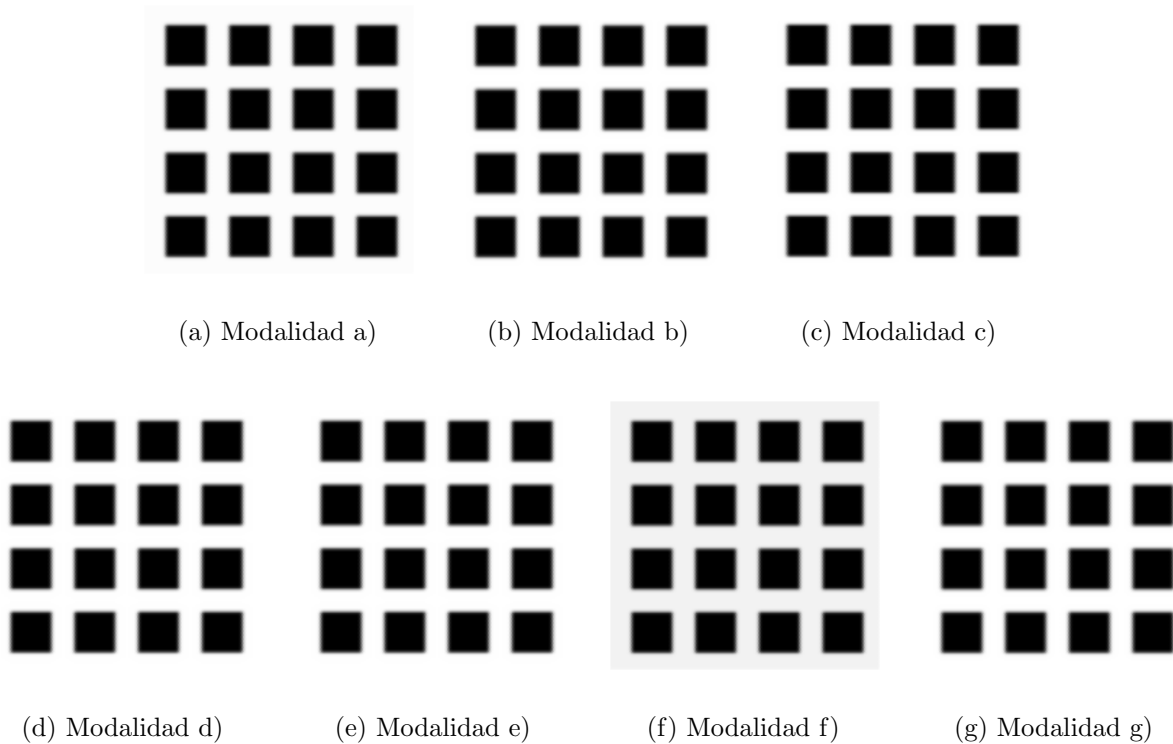 (a) Modalidad a)
(b) Modalidad b)
(c) Modalidad c)
(d) Modalidad d)
(e) Modalidad e)
(f) Modalidad f)
(g) Modalidad g)